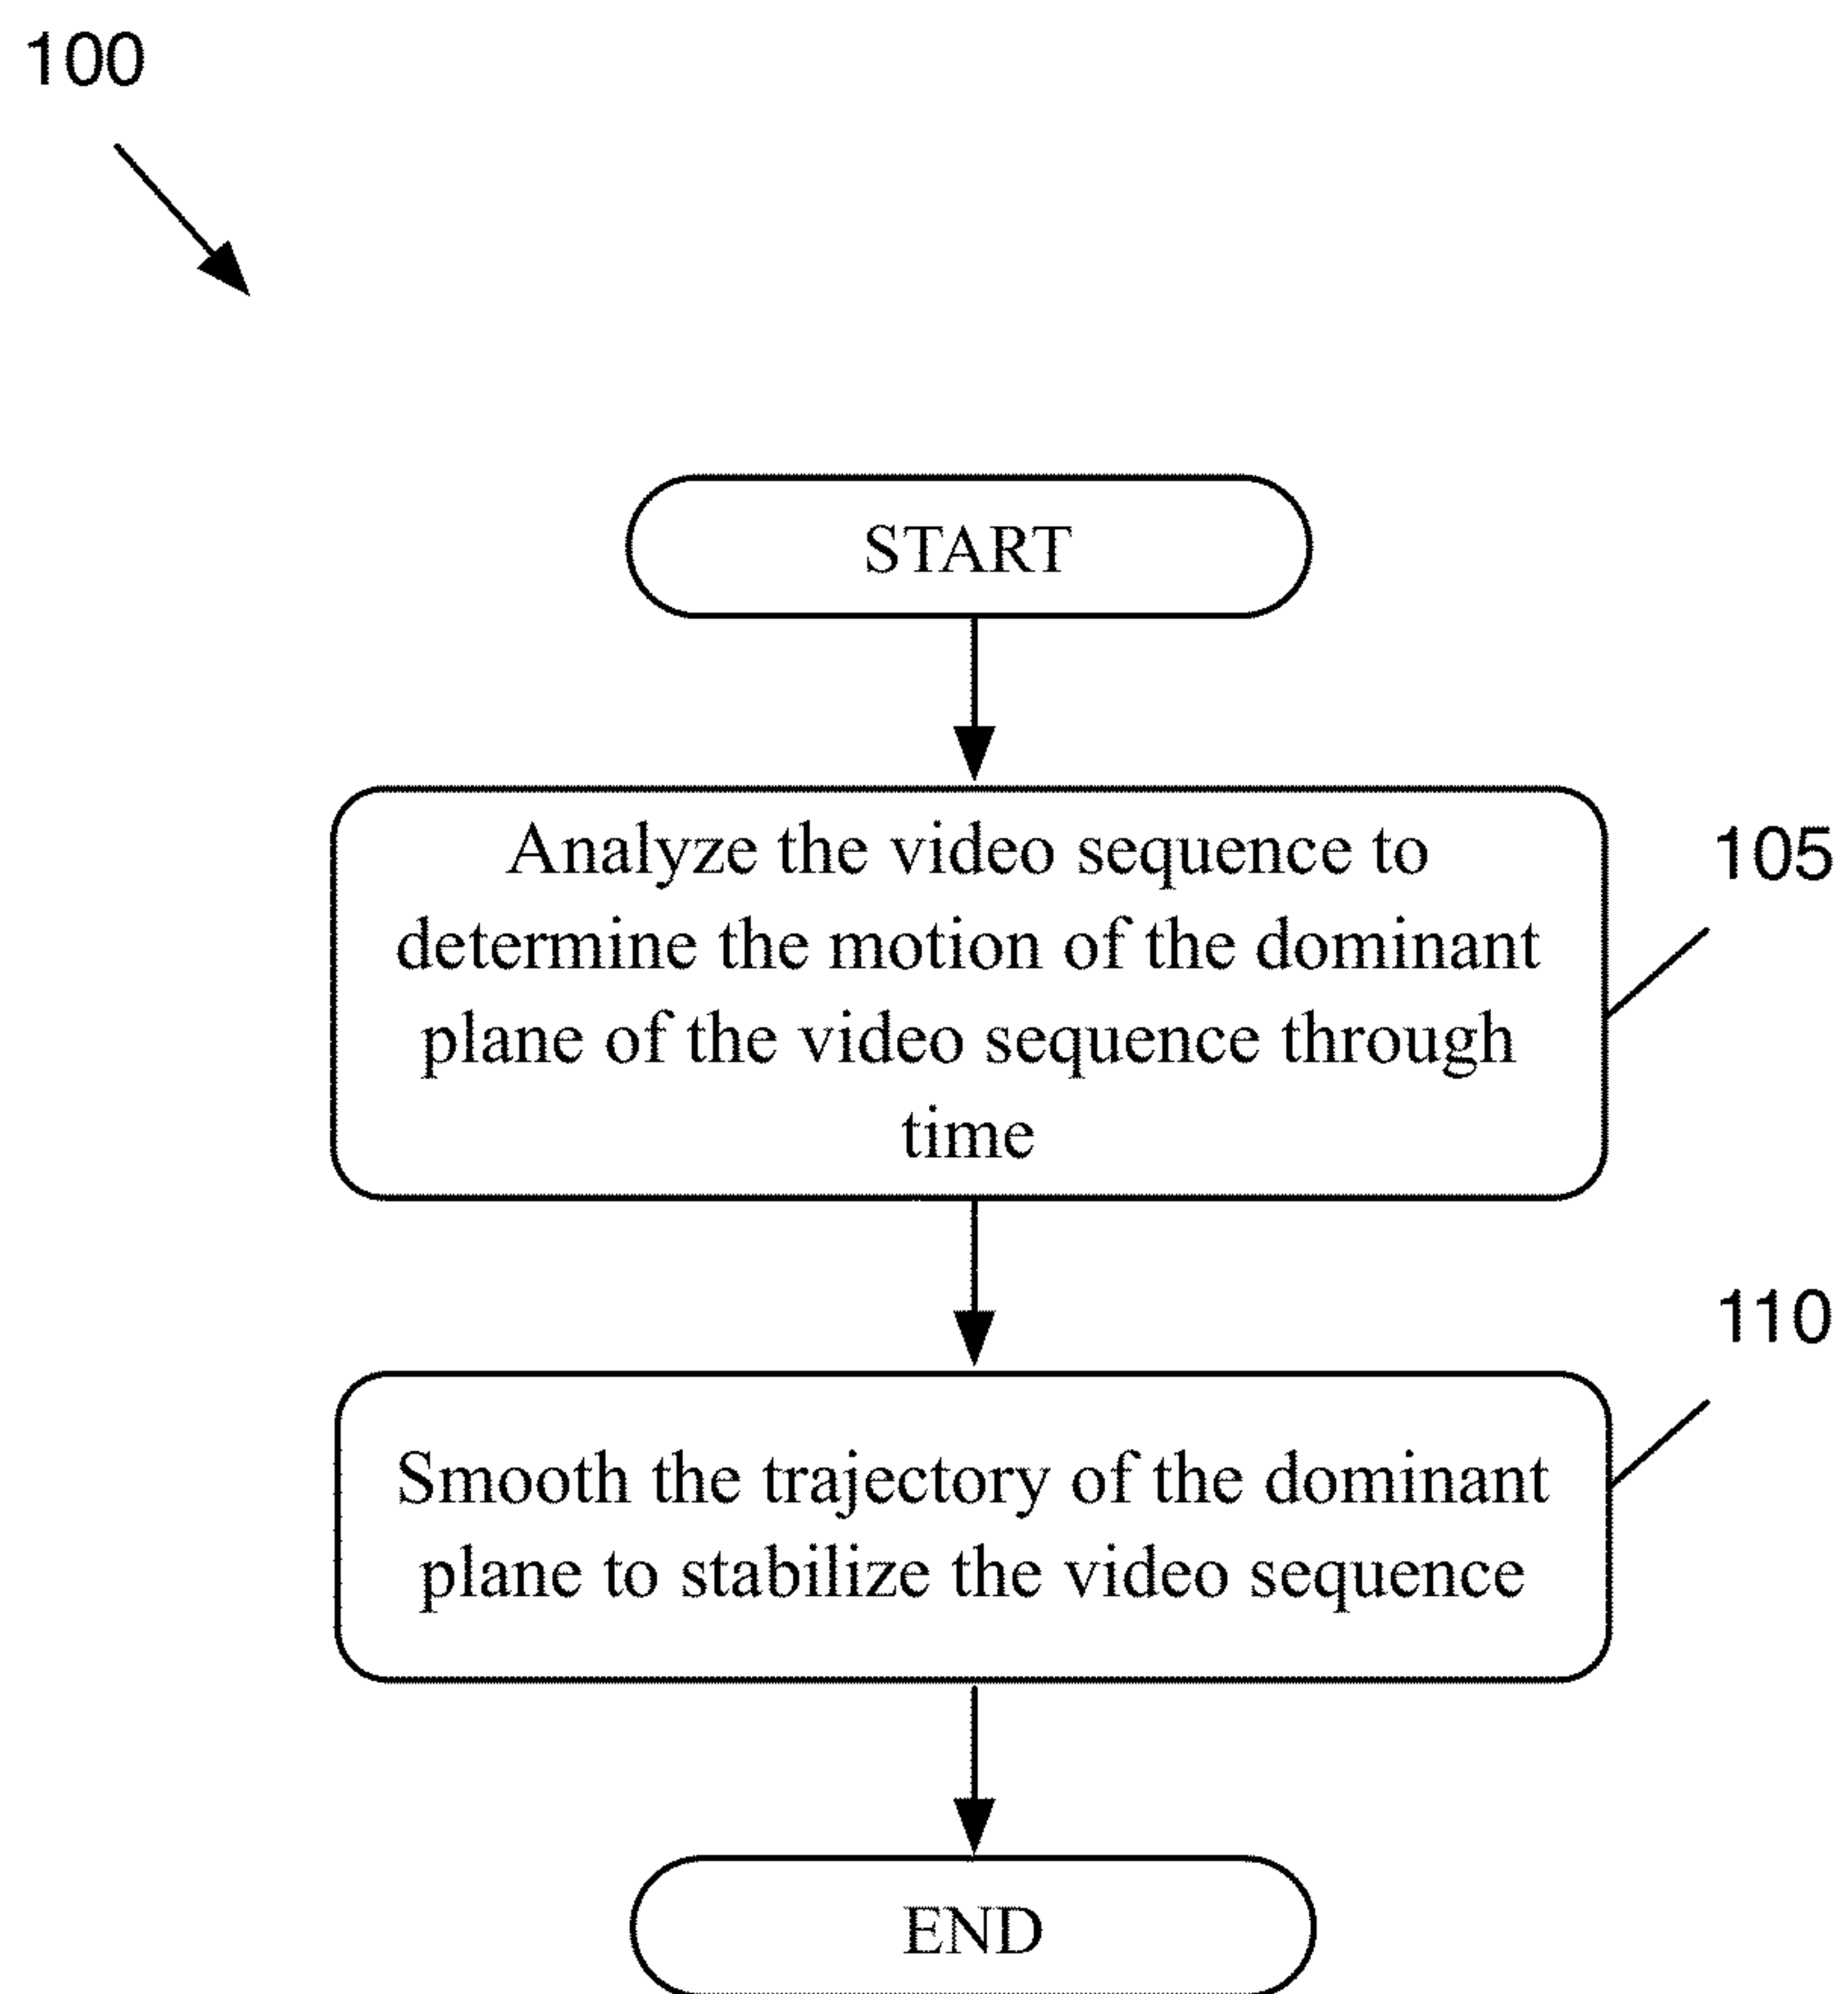 100
START
Analyze the video sequence to
determine the motion of the dominant
plane of the video sequence through
time
105
110
Smooth the trajectory of the dominant
plane to stabilize the video sequence
END